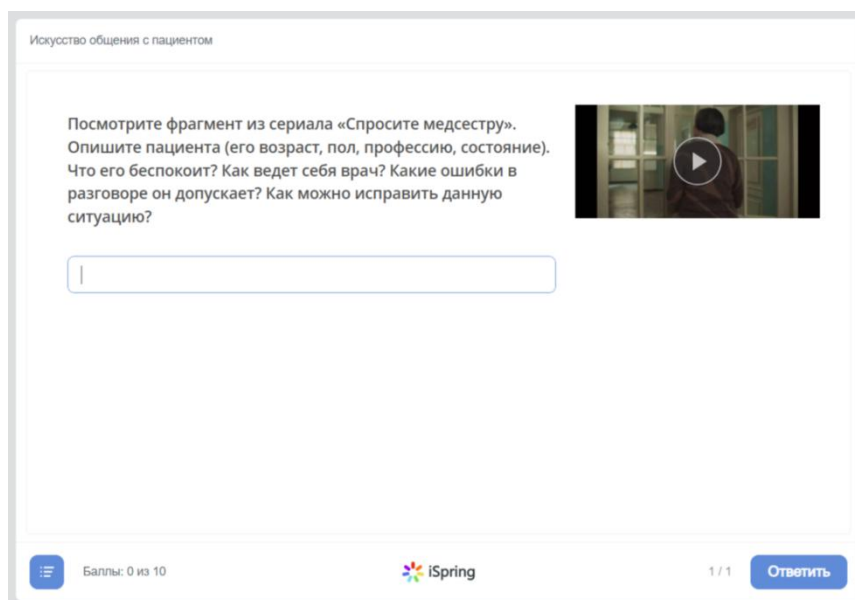 Искусство общения с пациентом
Посмотрите фрагмент из сериала «Спросите медсестру».
Опишите пациента (его возраст, пол, профессию, состояние).
Что его беспокоит? Как ведет себя врач? Какие ошибки в
разговоре он допускает? Как можно исправить данную
ситуацию?
Баллы: 0 из 10
iSpring
1 / 1
Ответить